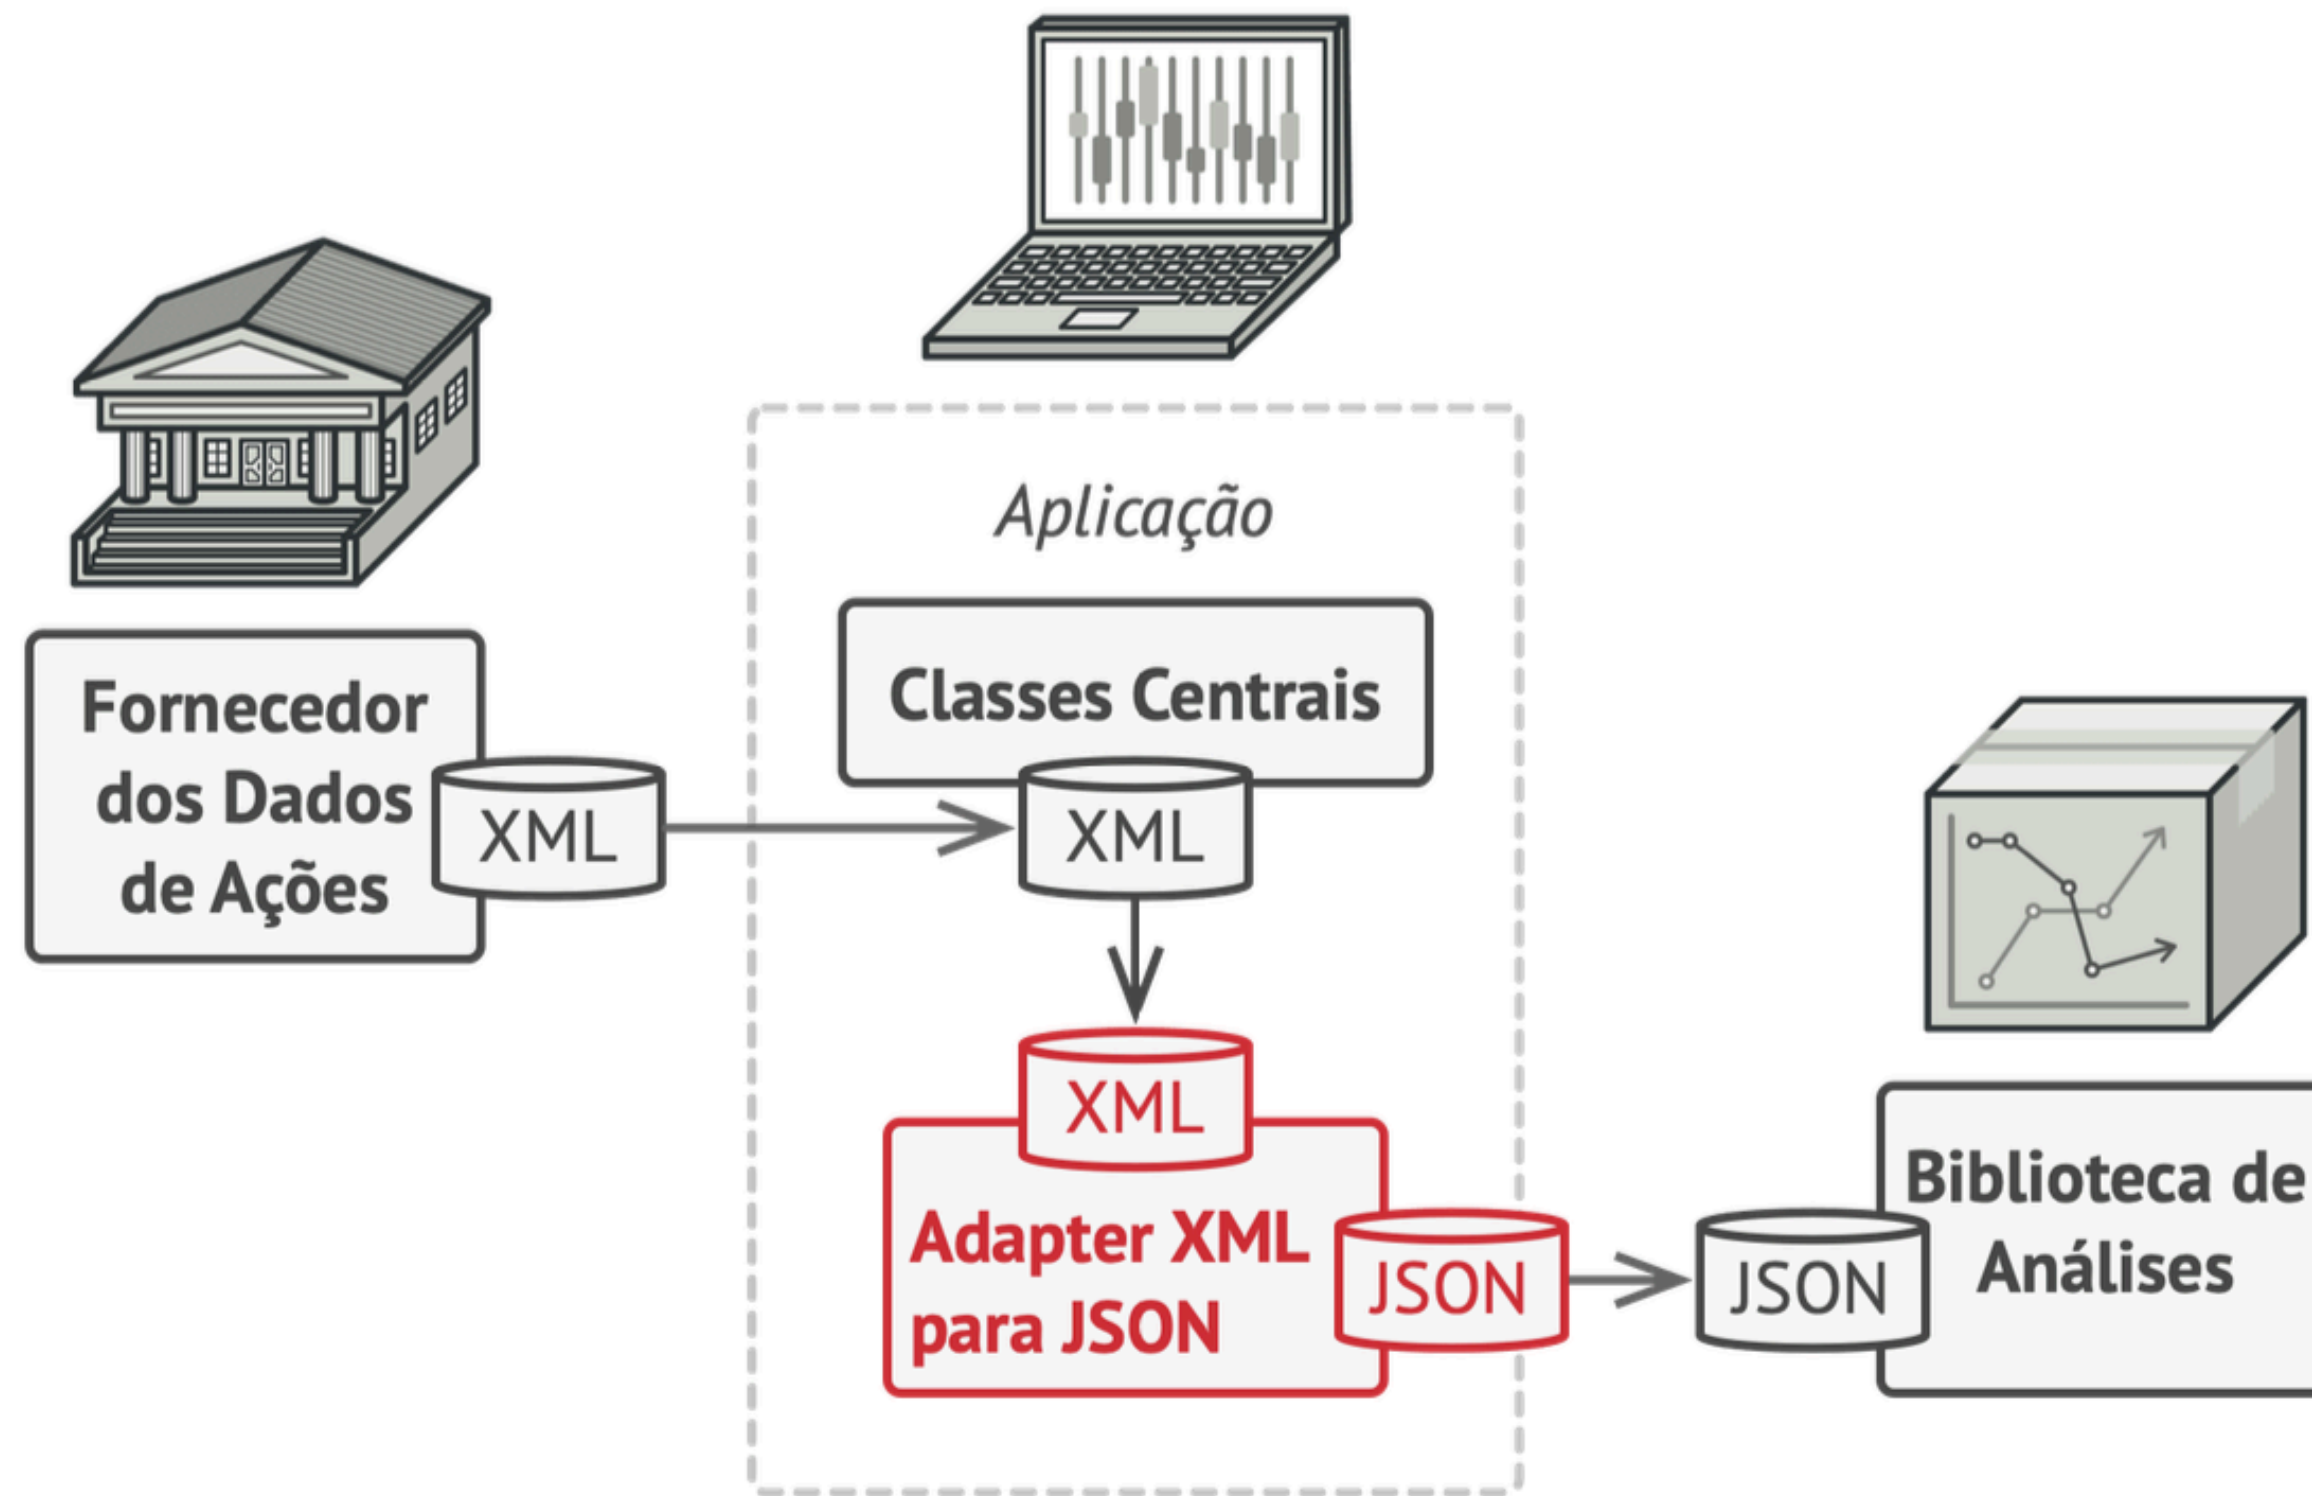 Aplicação
Fornecedor
dos Dados
de Ações
XML
Classes Centrais
XML
XML
Adapter XML
para JSON
JSON
JSON
Biblioteca de
Análises